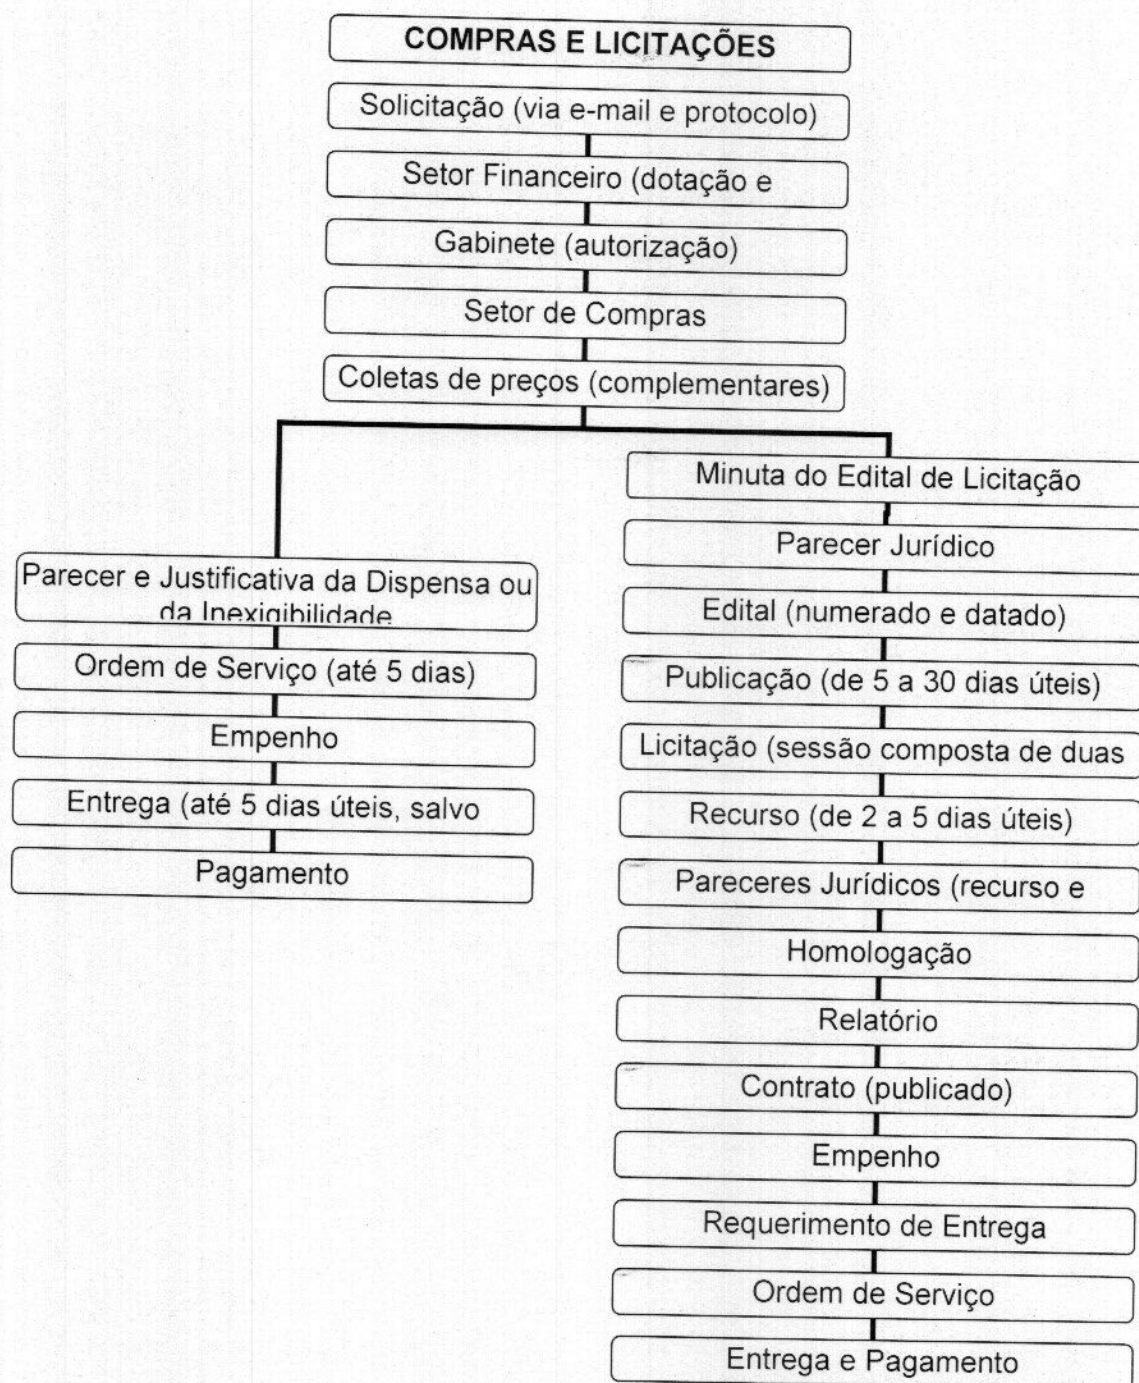 COMPRAS E LICITAÇÕES
Solicitação (via e-mail e protocolo)
Setor Financeiro (dotação e
Gabinete (autorização)
Setor de Compras
Coletas de preços (complementares)
Parecer e Justificativa da Dispensa ou
da Inexigibilidade
Ordem de Serviço (até 5 dias)
Empenho
Entrega (até 5 dias úteis, salvo
Pagamento
Minuta do Edital de Licitação
Parecer Jurídico
Edital (numerado e datado)
Publicação (de 5 a 30 dias úteis)
Licitação (sessão composta de duas
Recurso (de 2 a 5 dias úteis)
Pareceres Jurídicos (recurso e
Homologação
Relatório
Contrato (publicado)
Empenho
Requerimento de Entrega
Ordem de Serviço
Entrega e Pagamento